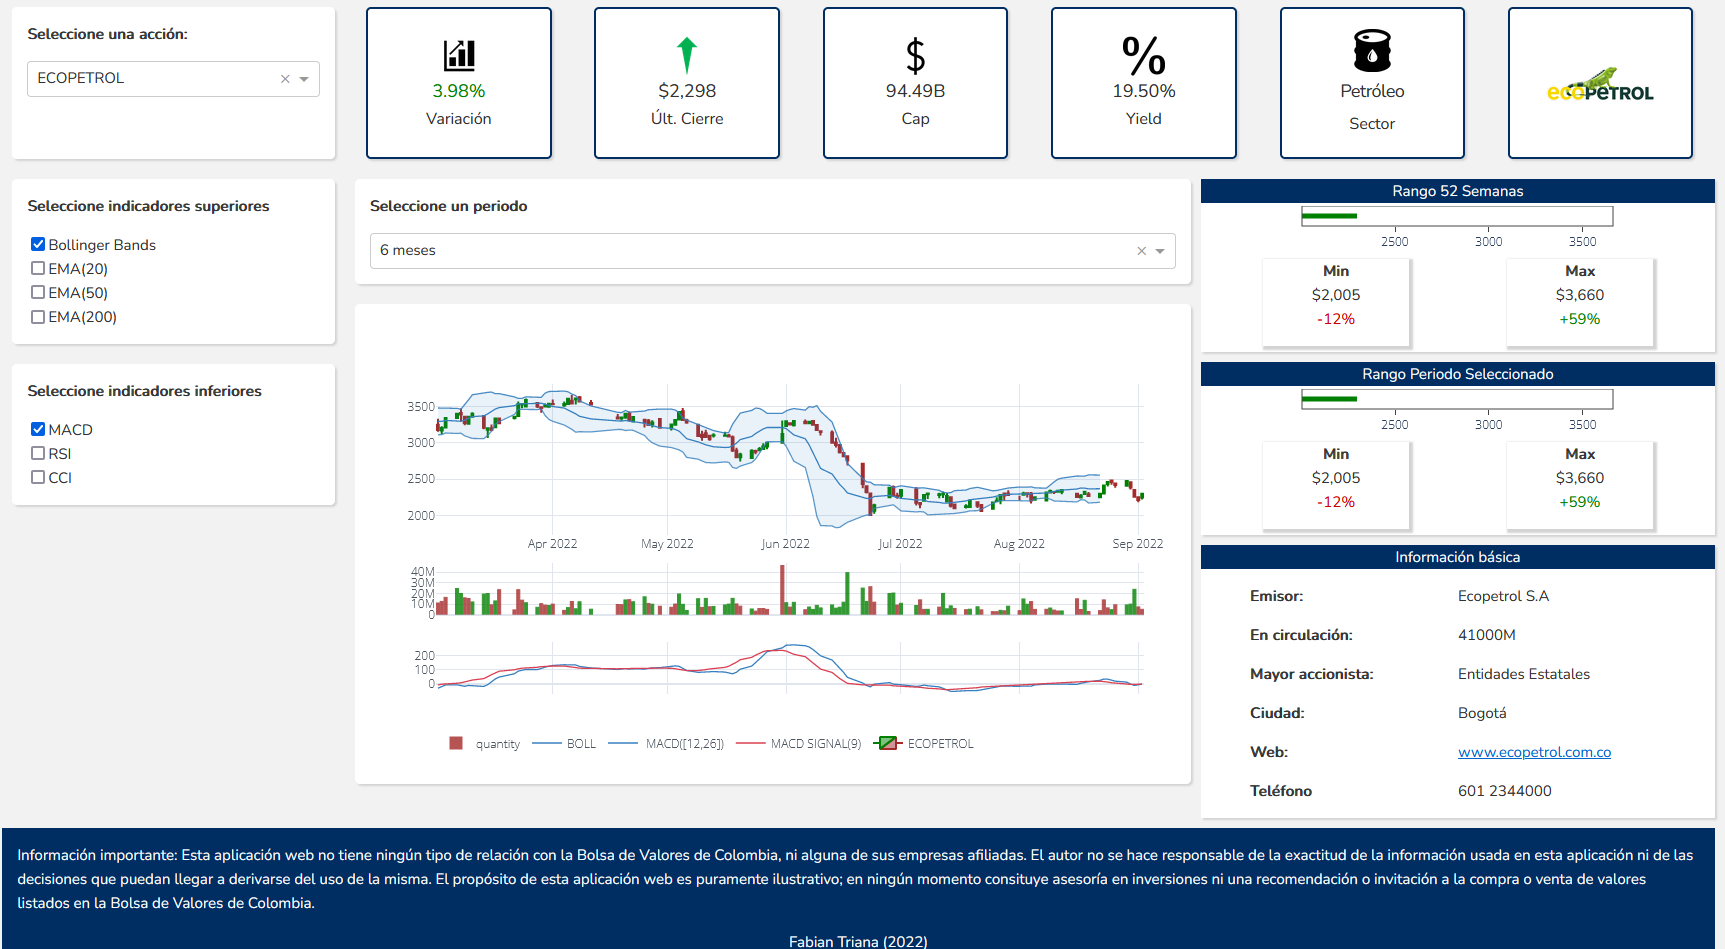 Seleccione una acción:
ECOPETROL
3.98%
Variación
$2,298
Últ. Cierre
94.49B
Cap
19.50%
Yield
Petróleo
Sector
ecoPETROL
Seleccione indicadores superiores
Bollinger Bands
EMA(20)
EMA(50)
EMA(200)
Seleccione indicadores inferiores
MACD
RSI
CCI
Seleccione un periodo
6 meses
3500
3000
2500
2000
Apr 2022 May 2022 Jun 2022 Jul 2022 Aug 2022 Sep 2022
40M
30M
20M
10M
0
200
100
0
quantity BOLL MACD([12,26]) MACD SIGNAL(9) ECOPETROL
Rango 52 Semanas
2500 3000 3500
Min Max
$2,005 $3,660
-12% +59%
Rango Periodo Seleccionado
2500 3000 3500
Min Max
$2,005 $3,660
-12% +59%
Información básica
Emisor: Ecopetrol S.A
En circulación: 41000M
Mayor accionista: Entidades Estatales
Ciudad: Bogotá
Web: www.ecopetrol.com.co
Teléfono 601 2344000
Información importante: Esta aplicación web no tiene ningún tipo de relación con la Bolsa de Valores de Colombia, ni alguna de sus empresas afiliadas. El autor no se hace responsable de la exactitud de la información usada en esta aplicación ni de las
decisiones que puedan llegar a derivarse del uso de la misma. El propósito de esta aplicación web es puramente ilustrativo; en ningún momento consituye asesoría en inversiones ni una recomendación o invitación a la compra o venta de valores
listados en la Bolsa de Valores de Colombia.
Fabian Triana (2022)